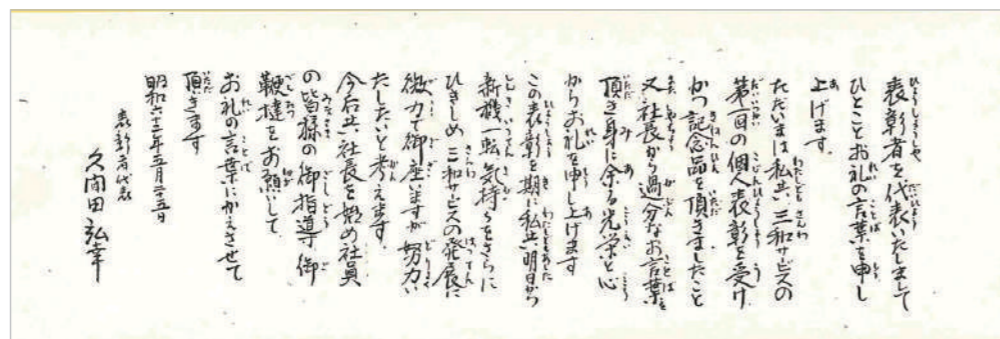 表彰者を代表いたしまして
ひとことお礼の言葉を申し
上げます。
ただいまは私共、三和サービスの
第一回の個人表彰を受け
かつ記念品を頂きましたこと
又、社長から過分なお言葉を
頂き身に余る光栄と心
からお礼を申し上げます
この表彰を期に私共明日から
新機一転、気持ちをさらに
ひきしめ三和サービスの発展に
微力で御座いますが努力い
たしたいと考えます。
今后共、社長を始め社員
の皆様の御指導御
鞭撻をお願いして、
お礼の言葉にかえさせて
頂きます
昭和六十三年五月二十五日
表彰者代表
久間田弘幸